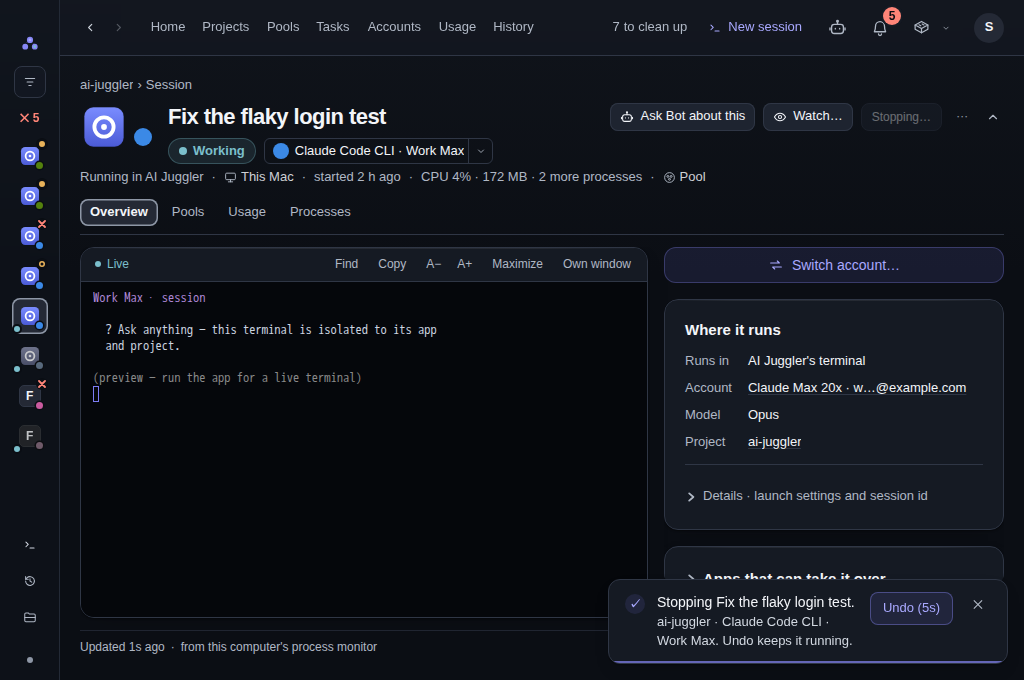 Home Projects Pools Tasks Accounts Usage History 7 to clean up New session 5 S
ai-juggler › Session
5
Fix the flaky login test
Ask Bot about this Watch… Stopping… ···
Working Claude Code CLI · Work Max
Running in AI Juggler · This Mac · started 2 h ago · CPU 4% · 172 MB · 2 more processes · Pool
Overview Pools Usage Processes
Live Find Copy A− A+ Maximize Own window
Work Max · session
? Ask anything — this terminal is isolated to its app
and project.
(preview — run the app for a live terminal)
F
F
Switch account…
Where it runs
Runs in AI Juggler's terminal
Account Claude Max 20x · w…@example.com
Model Opus
Project ai-juggler
Details · launch settings and session id
Apps that can take it over
Stopping Fix the flaky login test.
ai-juggler · Claude Code CLI ·
Work Max. Undo keeps it running.
Undo (5s)
Updated 1s ago · from this computer's process monitor